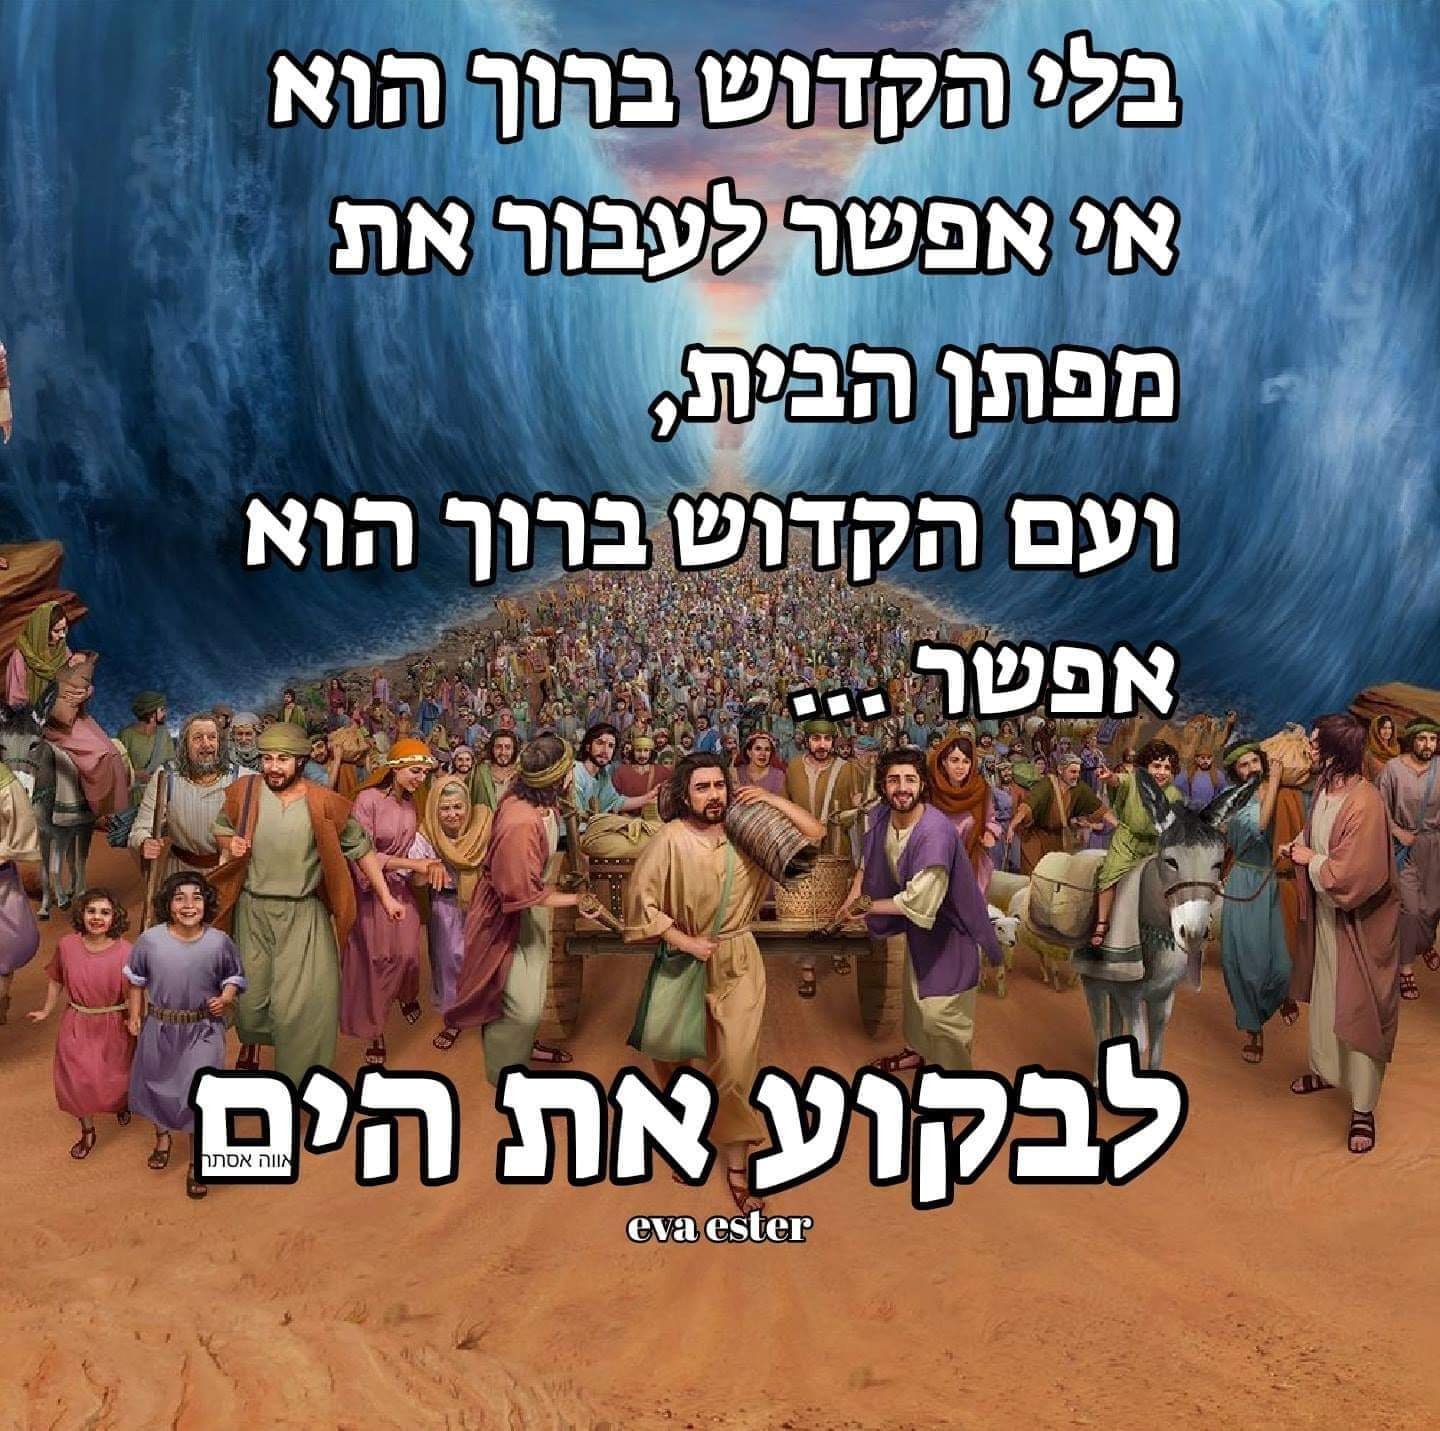 בלי הקדוש ברוך הוא
אי אפשר לעבור את
מפתן הבית,
ועם הקדוש ברוך הוא
אפשר ...
לבקוע את הים
אווה אסתר
eva ester